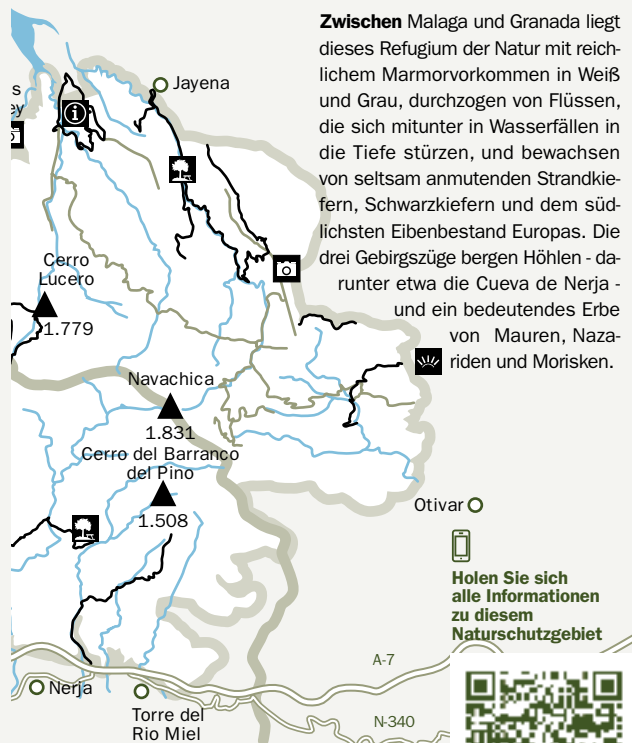 Zwischen Malaga und Granada liegt
dieses Refugium der Natur mit reich-
lichem Marmorvorkommen in Weiß
und Grau, durchzogen von Flüssen,
die sich mitunter in Wasserfällen in
die Tiefe stürzen, und bewachsen
von seltsam anmutenden Strandkie-
fern, Schwarzkiefern und dem süd-
lichsten Eibenbestand Europas. Die
drei Gebirgszüge bergen Höhlen - da-
runter etwa die Cueva de Nerja -
und ein bedeutendes Erbe
von Mauren, Naza-
riden und Morisken.
s
ey
Jayena
Cerro
Lucero
1.779
Navachica
1.831
Cerro del Barranco
del Pino
1.508
Otivar
Holen Sie sich
alle Informationen
zu diesem
Naturschutzgebiet
A-7
Nerja
Torre del
Rio Miel
N-340